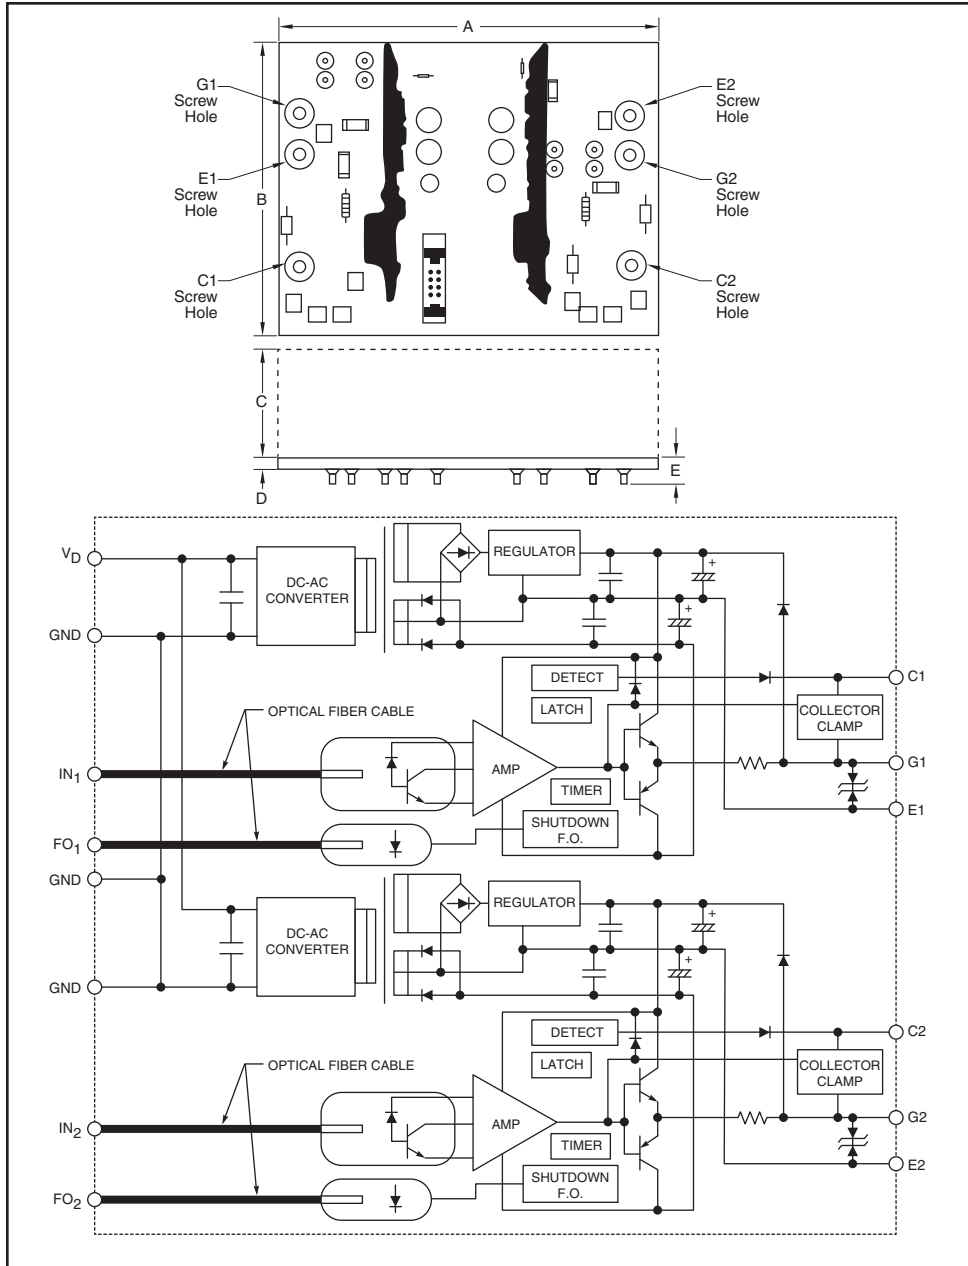 A
G1
Screw
Hole
E2
Screw
Hole
E1
Screw
Hole
B
G2
Screw
Hole
C1
Screw
Hole
C2
Screw
Hole
C
D
E
VD
DC-AC
CONVERTER
REGULATOR
+
+
GND
DETECT
LATCH
C1
COLLECTOR
CLAMP
OPTICAL FIBER CABLE
IN1
AMP
TIMER
G1
E1
SHUTDOWN
F.O.
FO1
GND
DC-AC
CONVERTER
REGULATOR
+
+
GND
DETECT
LATCH
C2
COLLECTOR
CLAMP
OPTICAL FIBER CABLE
IN2
AMP
TIMER
G2
E2
SHUTDOWN
F.O.
FO2